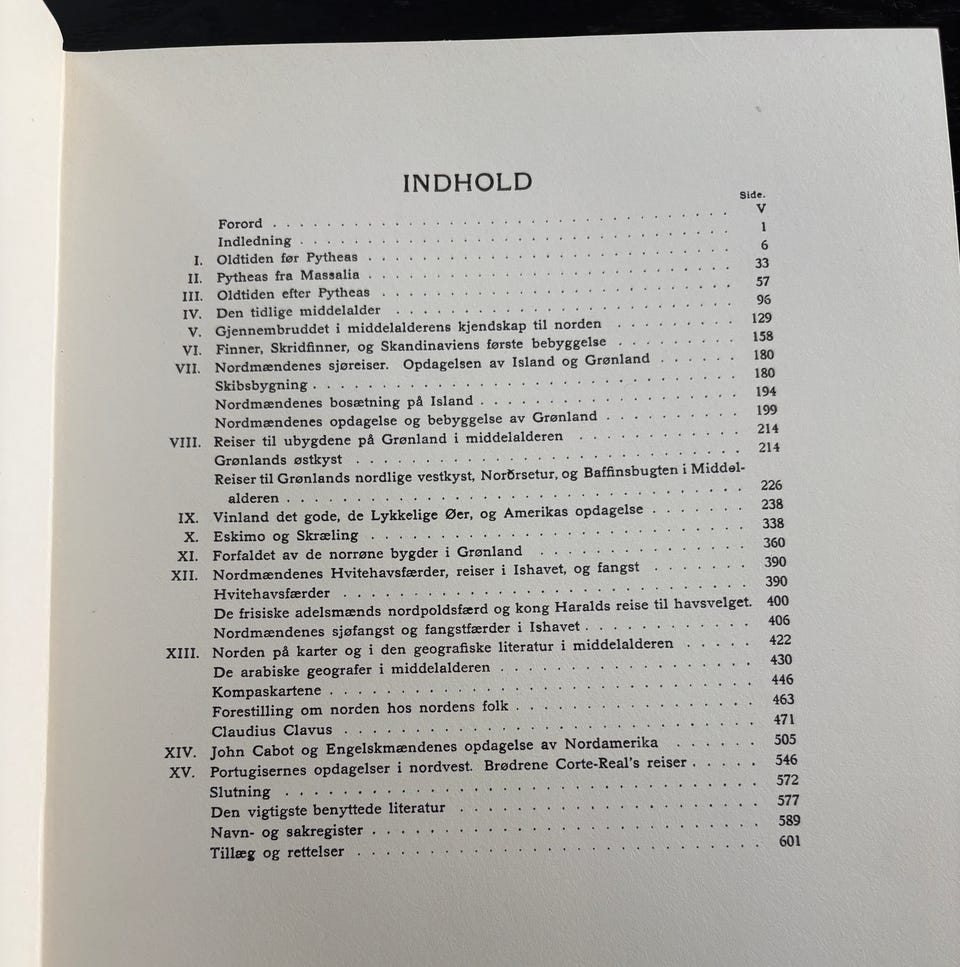 INDHOLD
Side.
Forord . . . . . . . . . . V
Indledning . . . . . . . . . . 1
I. Oldtiden før Pytheas . . . . . . . . . . 6
II. Pytheas fra Massalia . . . . . . . . . . 33
III. Oldtiden efter Pytheas . . . . . . . . . . 57
IV. Den tidlige middelalder . . . . . . . . . . 96
V. Gjennembruddet i middelalderens kjendskap til norden . . . . . . . . . . 129
VI. Finner, Skridfinner, og Skandinaviens første bebyggelse . . . . . . . . . . 158
VII. Nordmændenes sjøreiser. Opdagelsen av Island og Grønland . . . . . . 180
Skibsbygning . . . . . . . . . . 180
Nordmændenes bosætning på Island . . . . . . . . . . 194
Nordmændenes opdagelse og bebyggelse av Grønland . . . . . . . . . . 199
VIII. Reiser til ubygdene på Grønland i middelalderen . . . . . . . . . . 214
Grønlands østkyst . . . . . . . . . . 214
Reiser til Grønlands nordlige vestkyst, Norðrsetur, og Baffinsbugten i Middel-
alderen . . . . . . . . . . 226
IX. Vinland det gode, de Lykkelige Øer, og Amerikas opdagelse . . . . . . 238
X. Eskimo og Skræling . . . . . . . . . . 338
XI. Forfaldet av de norrøne bygder i Grønland . . . . . . . . . . 360
XII. Nordmændenes Hvitehavsfærder, reiser i Ishavet, og fangst . . . . . . . 390
Hvitehavsfærder . . . . . . . . . . 390
De frisiske adelsmænds nordpoldsfærd og kong Haralds reise til havsvelget. 400
Nordmændenes sjøfangst og fangstfærder i Ishavet . . . . . . . . . . 406
XIII. Norden på karter og i den geografiske literatur i middelalderen . . . . . 422
De arabiske geografer i middelalderen . . . . . . . . . . 430
Kompaskartene . . . . . . . . . . 446
Forestilling om norden hos nordens folk . . . . . . . . . . 463
Claudius Clavus . . . . . . . . . . 471
XIV. John Cabot og Engelskmændenes opdagelse av Nordamerika . . . . . . 505
XV. Portugisernes opdagelser i nordvest. Brødrene Corte-Real's reiser . . . . . 546
Slutning . . . . . . . . . . 572
Den vigtigste benyttede literatur . . . . . . . . . . 577
Navn- og sakregister . . . . . . . . . . 589
Tillæg og rettelser . . . . . . . . . . 601